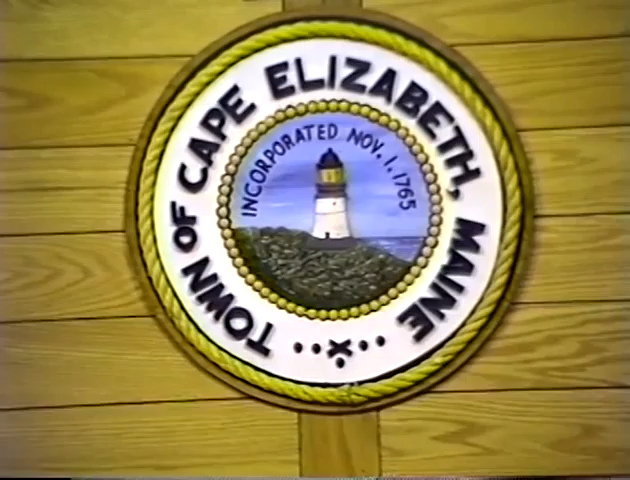 TOWN OF CAPE ELIZABETH, MAINE
INCORPORATED NOV. 1, 1765